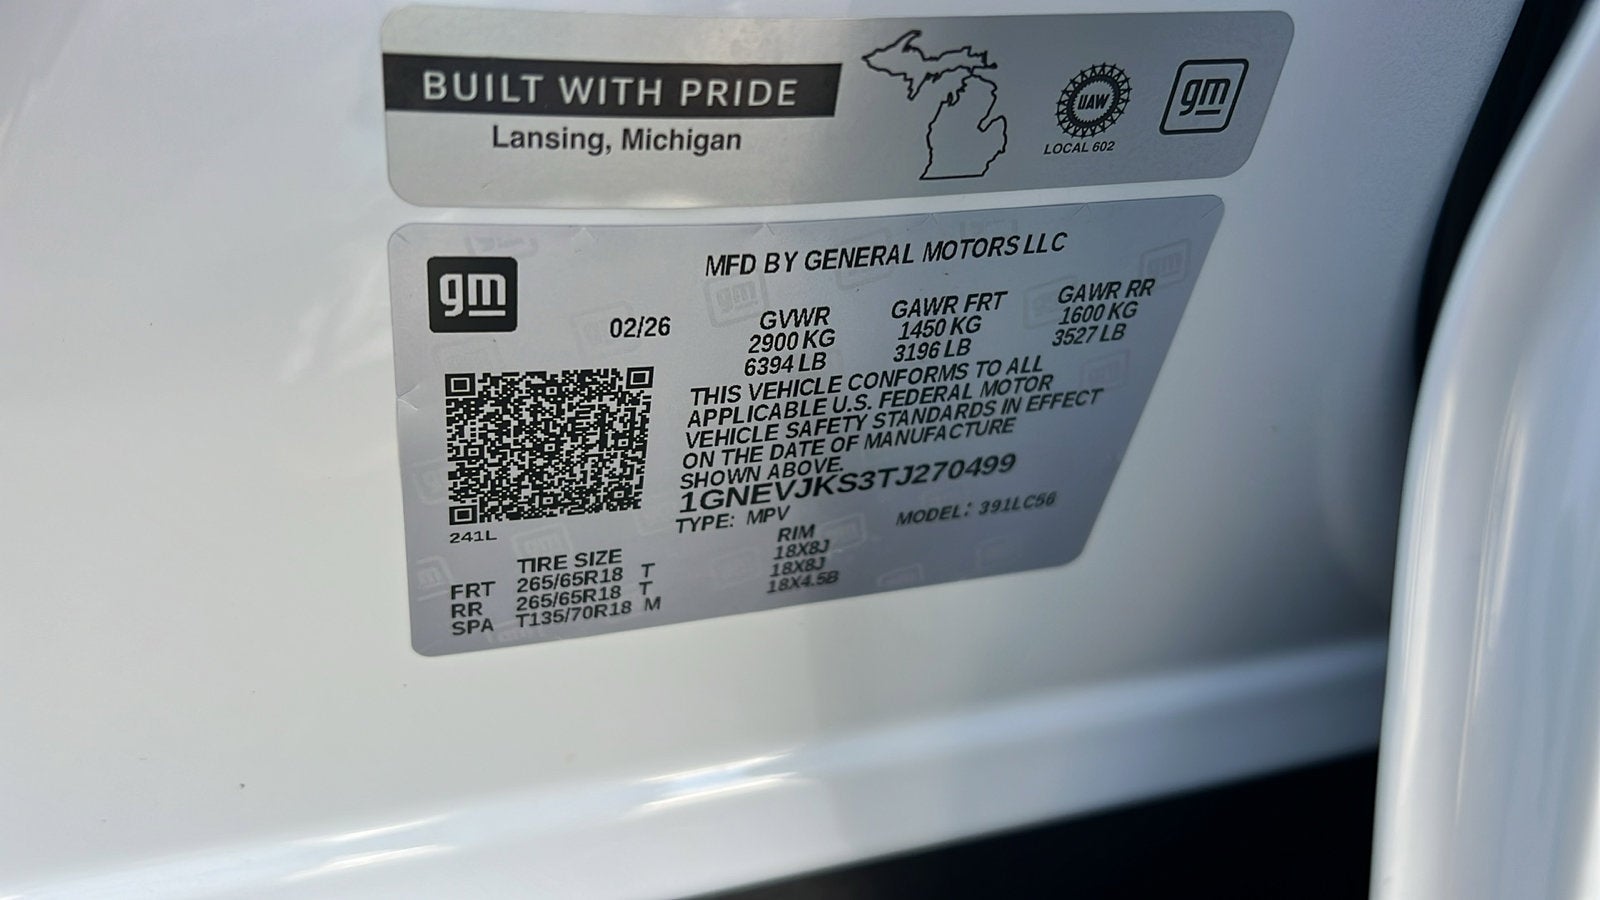 BUILT WITH PRIDE
Lansing, Michigan
UAW
LOCAL 602
gm
gm
MFD BY GENERAL MOTORS LLC
02/26
GVWR GAWR FRT GAWR RR
2900 KG 1450 KG 1600 KG
6394 LB 3196 LB 3527 LB
THIS VEHICLE CONFORMS TO ALL
APPLICABLE U.S. FEDERAL MOTOR
VEHICLE SAFETY STANDARDS IN EFFECT
ON THE DATE OF MANUFACTURE
SHOWN ABOVE.
1GNEVJKS3TJ270499
TYPE: MPV MODEL: 391LC56
241L
TIRE SIZE RIM
FRT 265/65R18 T 18X8J
RR 265/65R18 T 18X8J
SPA T135/70R18 M 18X4.5B